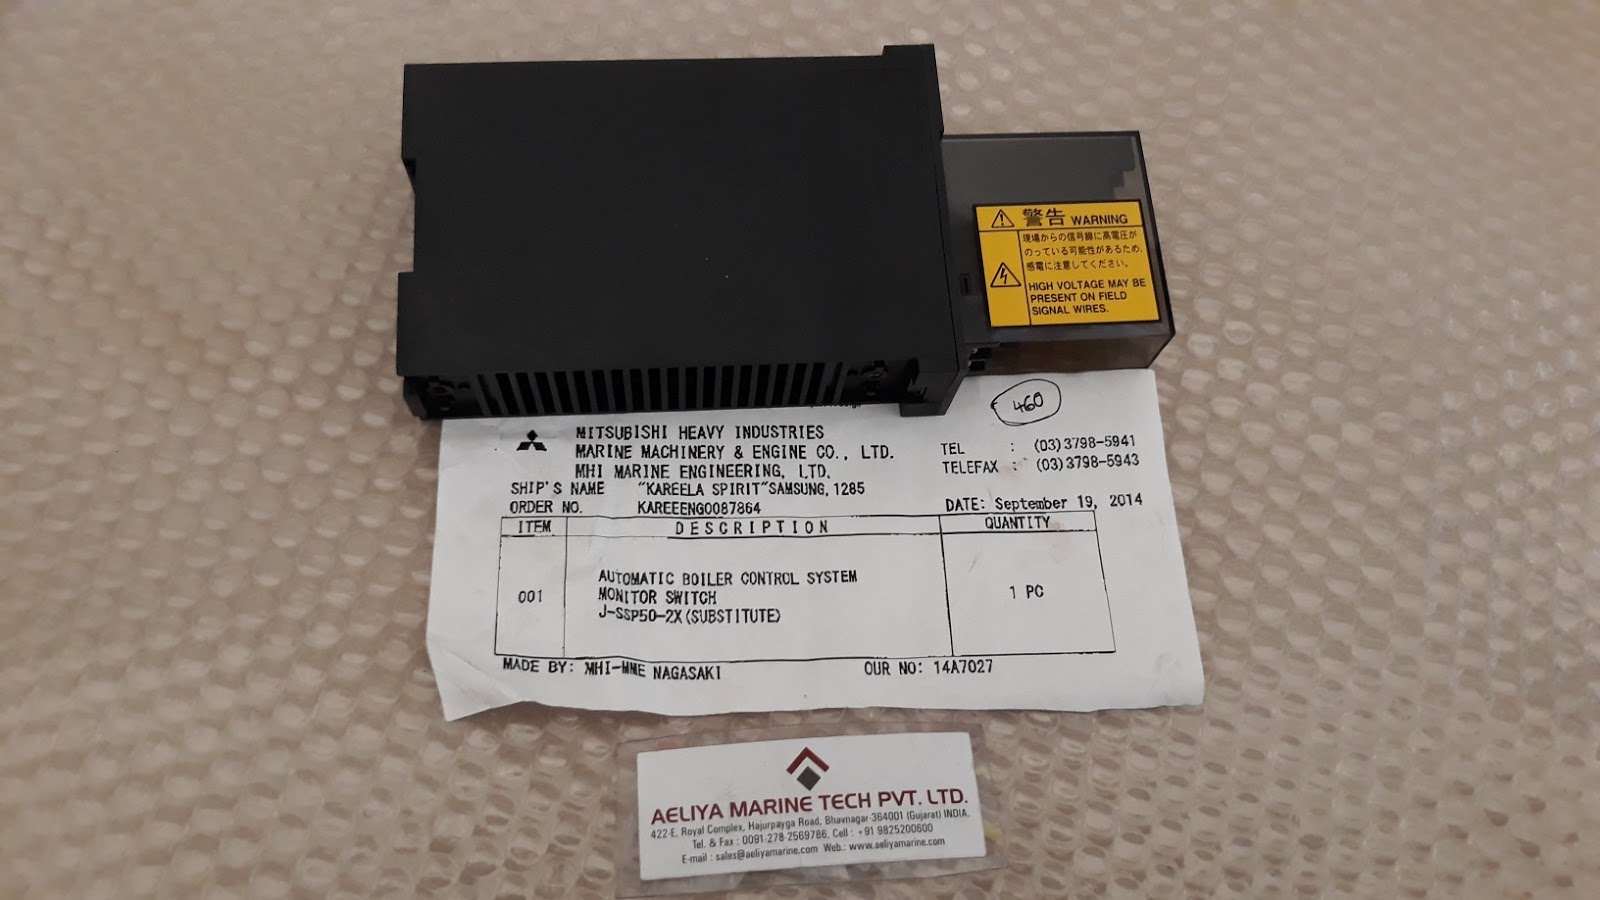 警告 WARNING
現場からの信号線に高電圧が
のっている可能性があるため、
感電に注意してください。
HIGH VOLTAGE MAY BE
PRESENT ON FIELD
SIGNAL WIRES.
460
MITSUBISHI HEAVY INDUSTRIES
MARINE MACHINERY & ENGINE CO., LTD.
MHI MARINE ENGINEERING, LTD.
TEL : (03)3798-5941
TELEFAX : (03)3798-5943
SHIP'S NAME "KAREELA SPIRIT"SAMSUNG, 1285
ORDER NO. KAREEENG0087864
DATE: September 19, 2014
ITEM DESCRIPTION QUANTITY
AUTOMATIC BOILER CONTROL SYSTEM
001 MONITOR SWITCH 1 PC
J-SSP50-2X(SUBSTITUTE)
MADE BY: MHI-MME NAGASAKI OUR NO: 14A7027
AELIYA MARINE TECH PVT. LTD.
422-E, Royal Complex, Hajurpayga Road, Bhavnagar-364001 (Gujarat) INDIA.
Tel. & Fax : 0091-278-2569786, Cell : +91 9825200600
E-mail : sales@aeliyamarine.com Web.: www.aeliyamarine.com